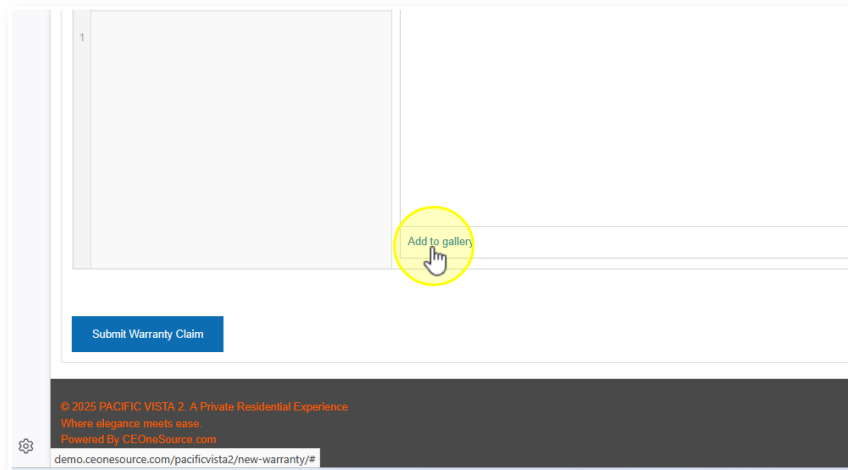 1
Add to gallery
Submit Warranty Claim
© 2025 PACIFIC VISTA 2. A Private Residential Experience
Where elegance meets ease.
Powered By CEOneSource.com
demo.ceonesource.com/pacificvista2/new-warranty/#